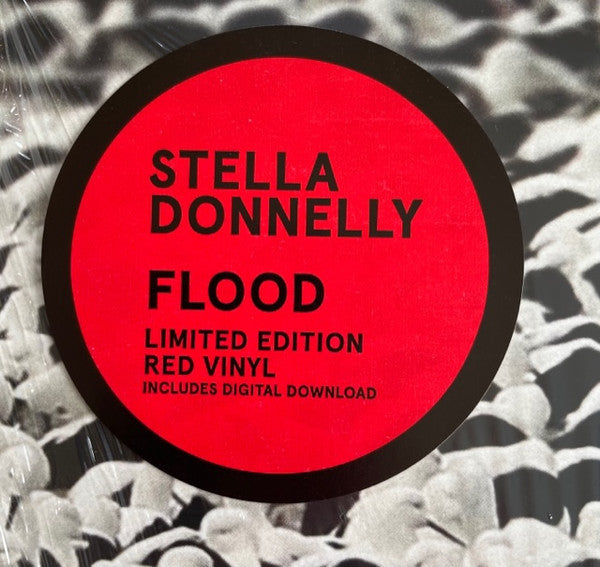 STELLA
DONNELLY
FLOOD
LIMITED EDITION
RED VINYL
INCLUDES DIGITAL DOWNLOAD